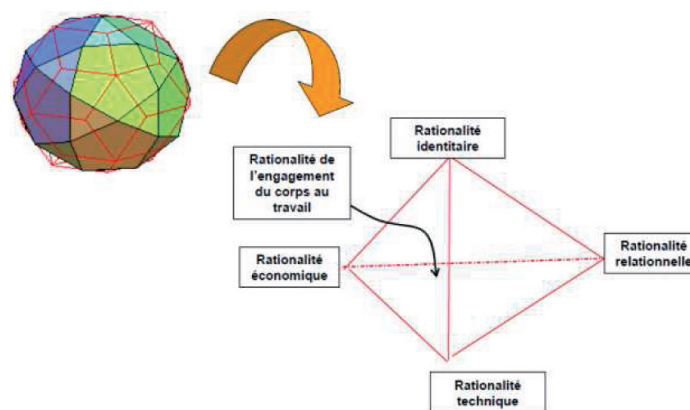 Rationalité
identitaire
Rationalité de
l'engagement
du corps au
travail
Rationalité
économique
Rationalité
relationnelle
Rationalité
technique